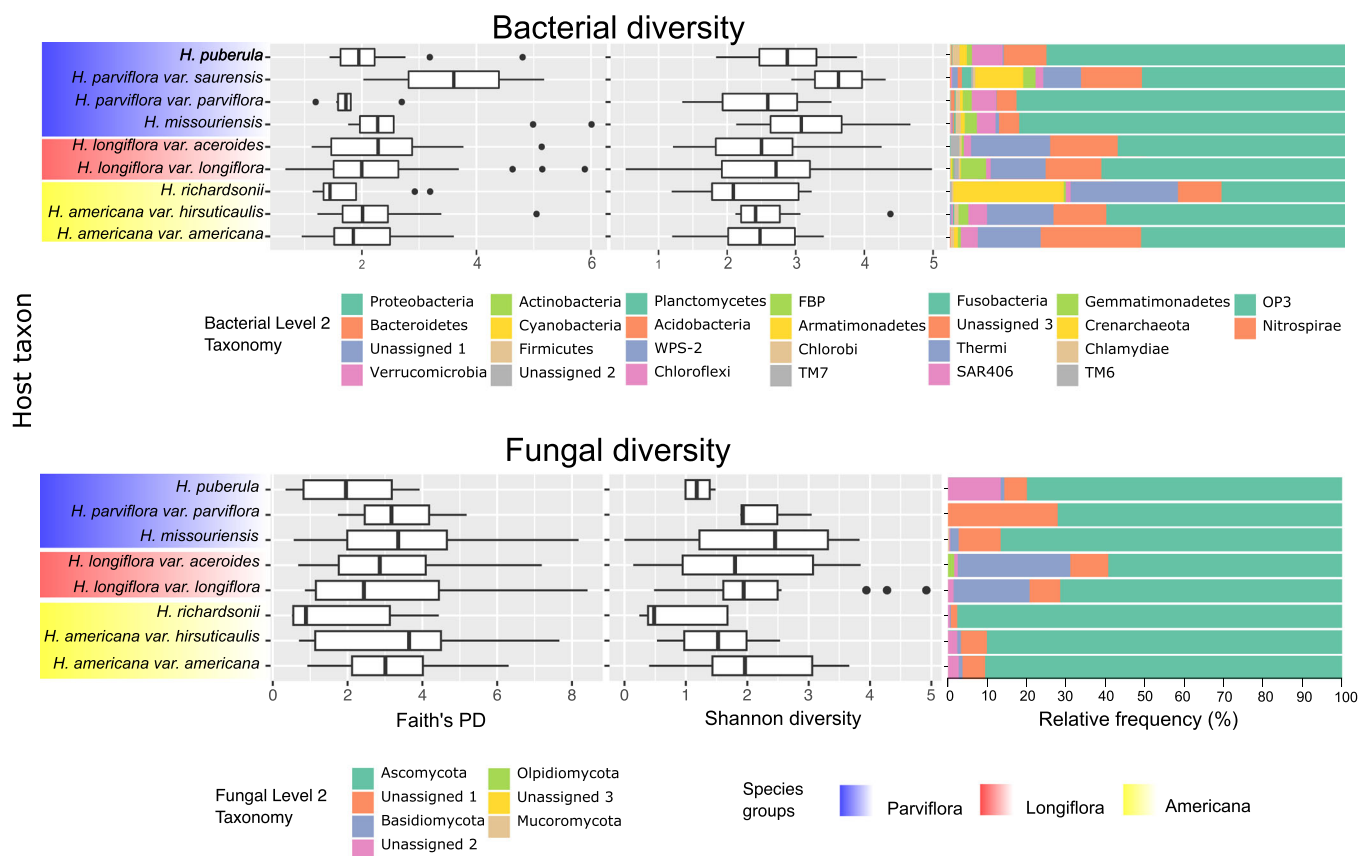 Bacterial diversity
H. puberula
H. parviflora var. saurensis
H. parviflora var. parviflora
H. missouriensis
H. longiflora var. aceroides
H. longiflora var. longiflora
H. richardsonii
H. americana var. hirsuticaulis
H. americana var. americana
2 4 6
1 2 3 4 5
Host taxon
Bacterial Level 2
Taxonomy
Proteobacteria Actinobacteria Planctomycetes FBP Fusobacteria Gemmatimonadetes OP3
Bacteroidetes Cyanobacteria Acidobacteria Armatimonadetes Unassigned 3 Crenarchaeota Nitrospirae
Unassigned 1 Firmicutes WPS-2 Chlorobi Thermi Chlamydiae
Verrucomicrobia Unassigned 2 Chloroflexi TM7 SAR406 TM6
Fungal diversity
H. puberula
H. parviflora var. parviflora
H. missouriensis
H. longiflora var. aceroides
H. longiflora var. longiflora
H. richardsonii
H. americana var. hirsuticaulis
H. americana var. americana
0 2 4 6 8
0 1 2 3 4 5
0 10 20 30 40 50 60 70 80 90 100
Faith's PD
Shannon diversity
Relative frequency (%)
Fungal Level 2
Taxonomy
Ascomycota Olpidiomycota
Unassigned 1 Unassigned 3
Basidiomycota Mucoromycota
Unassigned 2
Species
groups
Parviflora Longiflora Americana